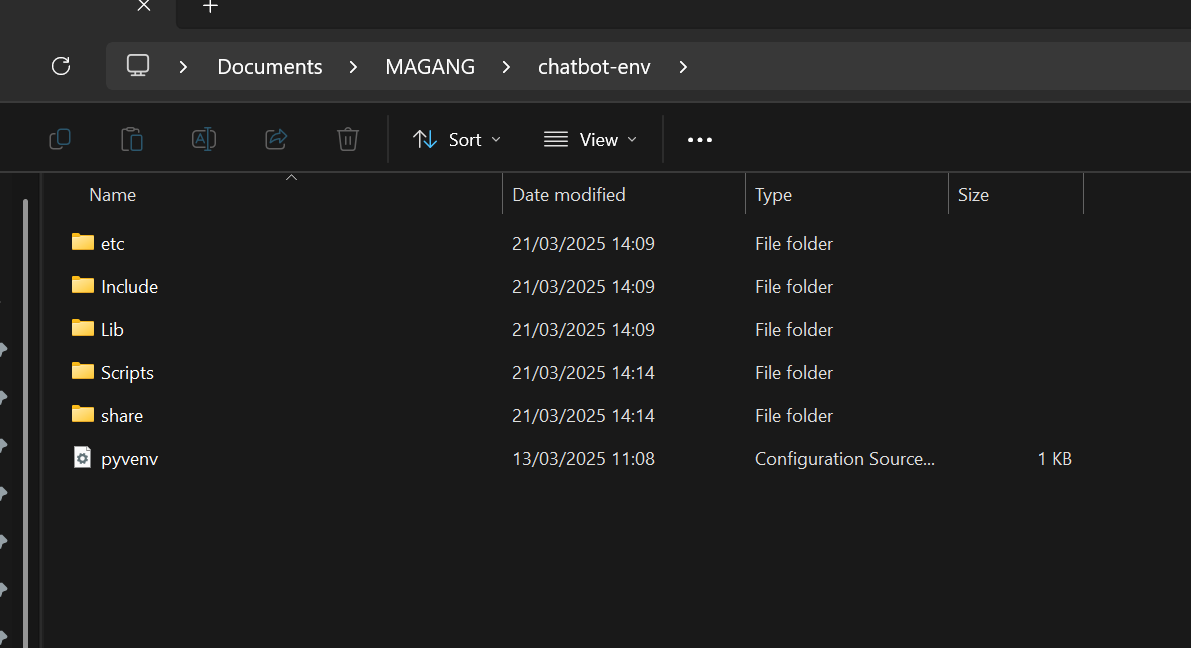 Documents MAGANG chatbot-env
Sort View
Name Date modified Type Size
etc 21/03/2025 14:09 File folder
Include 21/03/2025 14:09 File folder
Lib 21/03/2025 14:09 File folder
Scripts 21/03/2025 14:14 File folder
share 21/03/2025 14:14 File folder
pyvenv 13/03/2025 11:08 Configuration Source... 1 KB